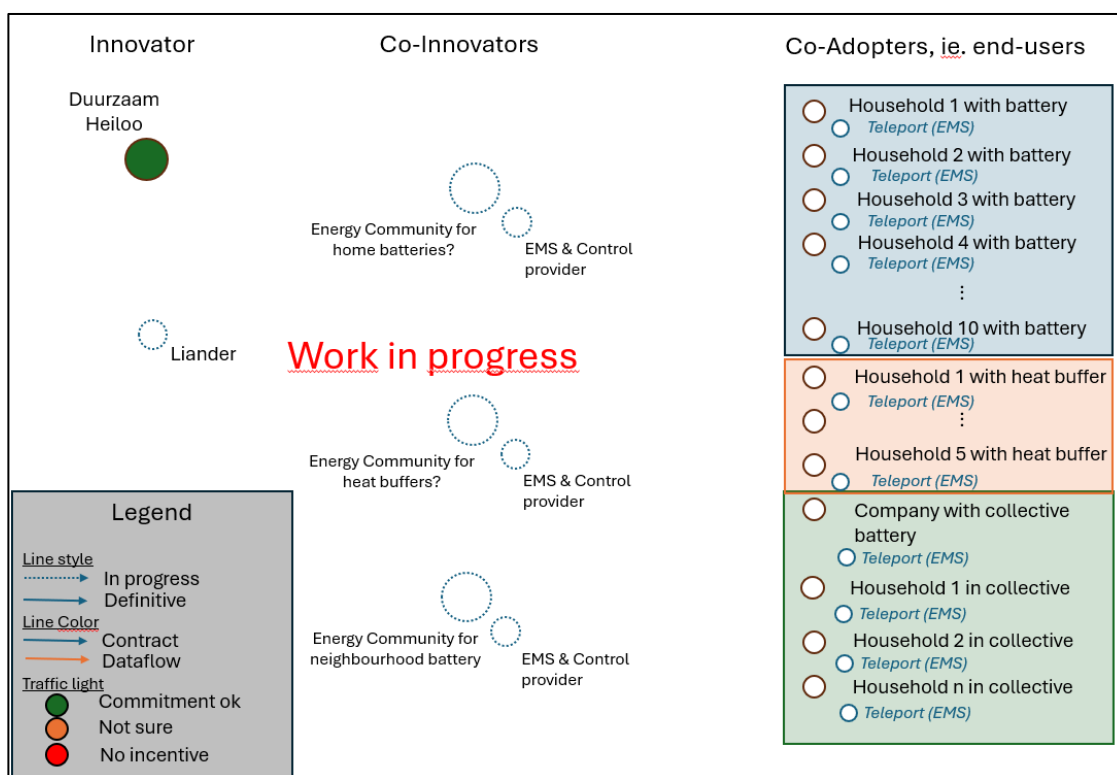 Innovator
Co-Innovators
Co-Adopters, ie. end-users
Duurzaam
Heiloo
Liander
Energy Community for
home batteries?
EMS & Control
provider
Work in progress
Energy Community for
heat buffers?
EMS & Control
provider
Energy Community for
neighbourhood battery
EMS & Control
provider
Household 1 with battery
Teleport (EMS)
Household 2 with battery
Teleport (EMS)
Household 3 with battery
Teleport (EMS)
Household 4 with battery
Teleport (EMS)
⋮
Household 10 with battery
Teleport (EMS)
Household 1 with heat buffer
Teleport (EMS)
⋮
Household 5 with heat buffer
Teleport (EMS)
Company with collective
battery
Teleport (EMS)
Household 1 in collective
Teleport (EMS)
Household 2 in collective
Teleport (EMS)
Household n in collective
Teleport (EMS)
Legend
Line style
In progress
Definitive
Line Color
Contract
Dataflow
Traffic light
Commitment ok
Not sure
No incentive